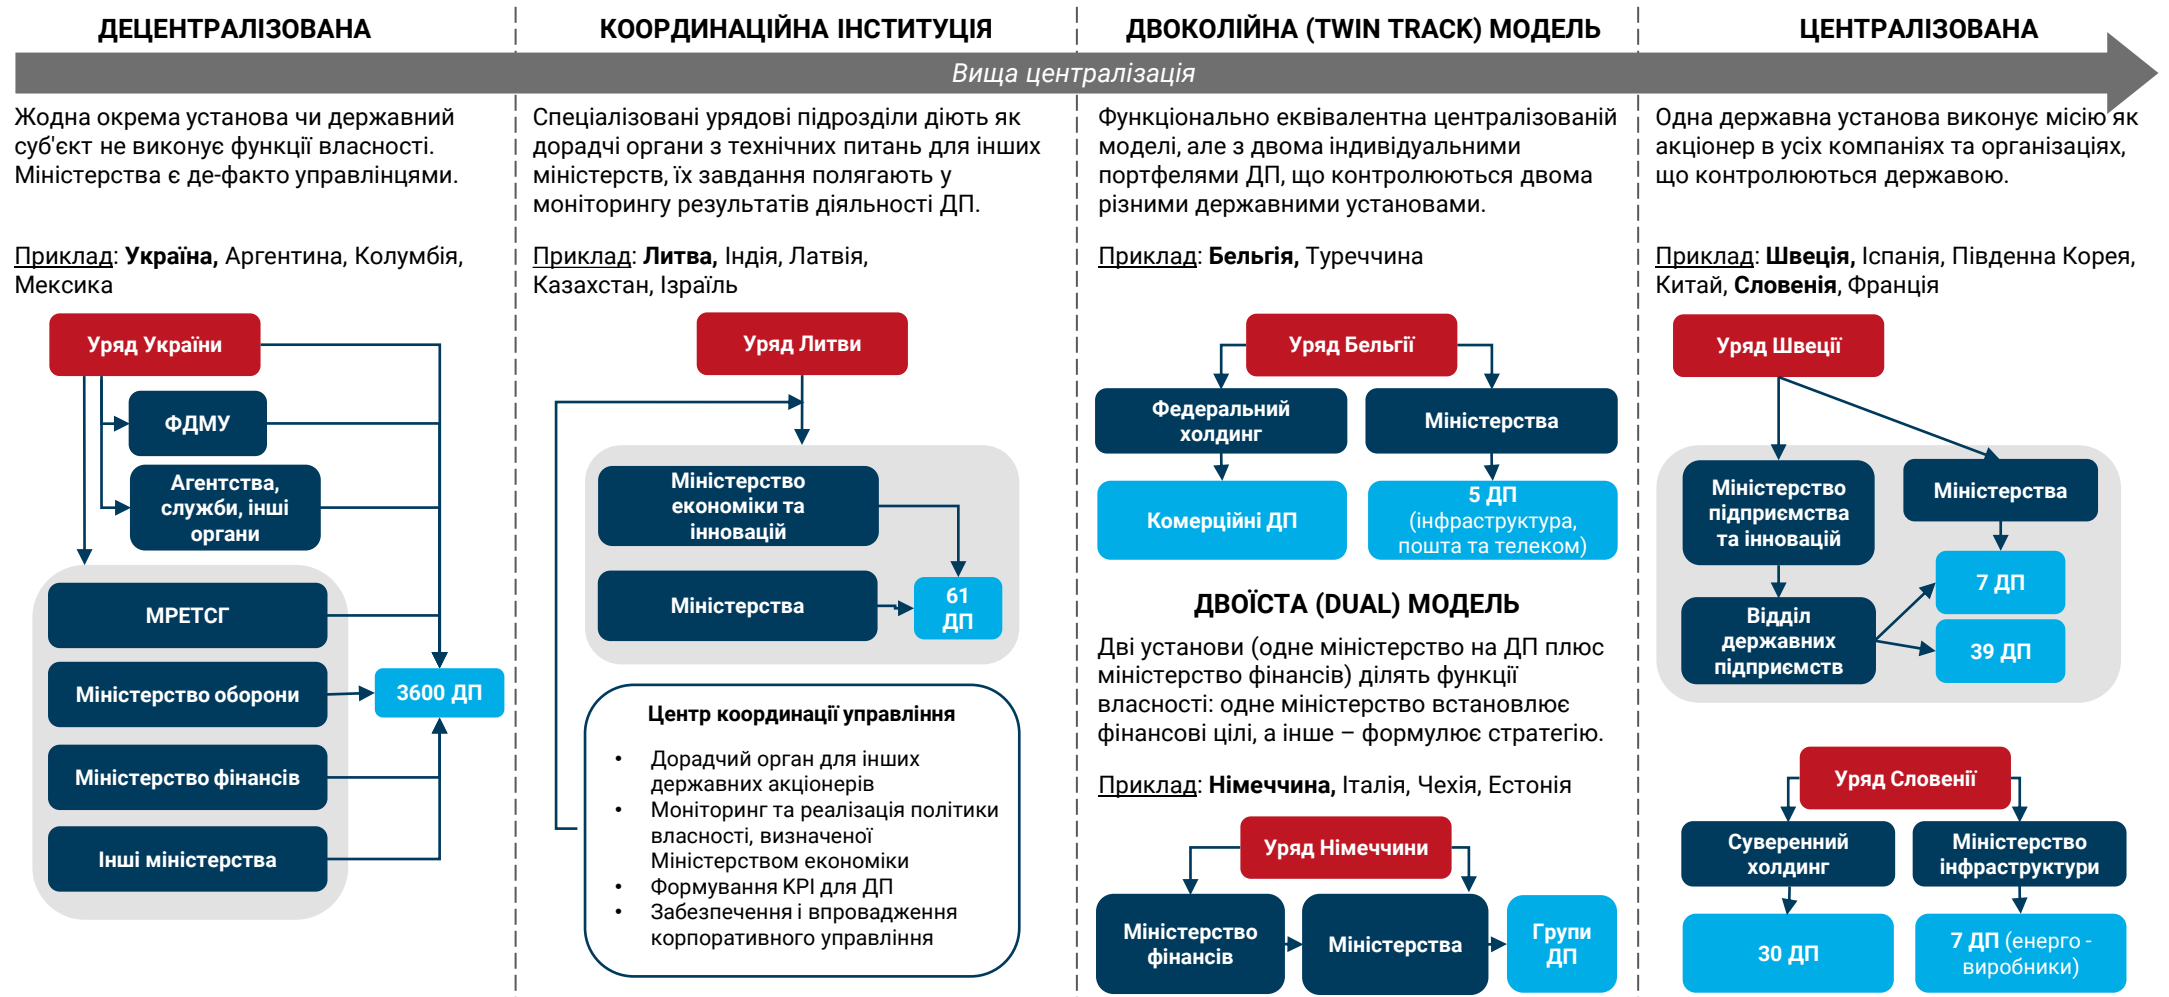 ДЕЦЕНТРАЛІЗОВАНА
КООРДИНАЦІЙНА ІНСТИТУЦІЯ
ДВОКОЛІЙНА (TWIN TRACK) МОДЕЛЬ
ЦЕНТРАЛІЗОВАНА
Вища централізація
Жодна окрема установа чи державний
суб'єкт не виконує функції власності.
Міністерства є де-факто управлінцями.
Приклад: Україна, Аргентина, Колумбія,
Мексика
Уряд України
ФДМУ
Агентства,
служби, інші
органи
МРЕТСГ
Міністерство оборони
3600 ДП
Міністерство фінансів
Інші міністерства
Спеціалізовані урядові підрозділи діють як
дорадчі органи з технічних питань для інших
міністерств, їх завдання полягають у
моніторингу результатів діяльності ДП.
Приклад: Литва, Індія, Латвія,
Казахстан, Ізраїль
Уряд Литви
Міністерство
економіки та
інновацій
Міністерства
61
ДП
Центр координації управління
• Дорадчий орган для інших
державних акціонерів
• Моніторинг та реалізація політики
власності, визначеної
Міністерством економіки
• Формування KPI для ДП
• Забезпечення і впровадження
корпоративного управління
Функціонально еквівалентна централізованій
моделі, але з двома індивідуальними
портфелями ДП, що контролюються двома
різними державними установами.
Приклад: Бельгія, Туреччина
Уряд Бельгії
Федеральний
холдинг
Міністерства
Комерційні ДП
5 ДП
(інфраструктура,
пошта та телеком)
ДВОЇСТА (DUAL) МОДЕЛЬ
Дві установи (одне міністерство на ДП плюс
міністерство фінансів) ділять функції
власності: одне міністерство встановлює
фінансові цілі, а інше – формулює стратегію.
Приклад: Німеччина, Італія, Чехія, Естонія
Уряд Німеччини
Міністерство
фінансів
Міністерства
Групи
ДП
Одна державна установа виконує місію як
акціонер в усіх компаніях та організаціях,
що контролюються державою.
Приклад: Швеція, Іспанія, Південна Корея,
Китай, Словенія, Франція
Уряд Швеції
Міністерство
підприємства
та інновацій
Міністерства
7 ДП
Відділ
державних
підприємств
39 ДП
Уряд Словенії
Суверенний
холдинг
Міністерство
інфраструктури
30 ДП
7 ДП (енерго -
виробники)